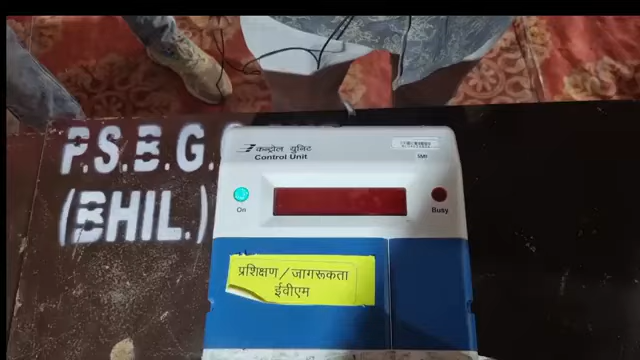 P.S.B.G.
(BHIL.)
कन्ट्रोल युनिट
Control Unit
On
Busy
प्रशिक्षण/जागरूकता
ईवीएम